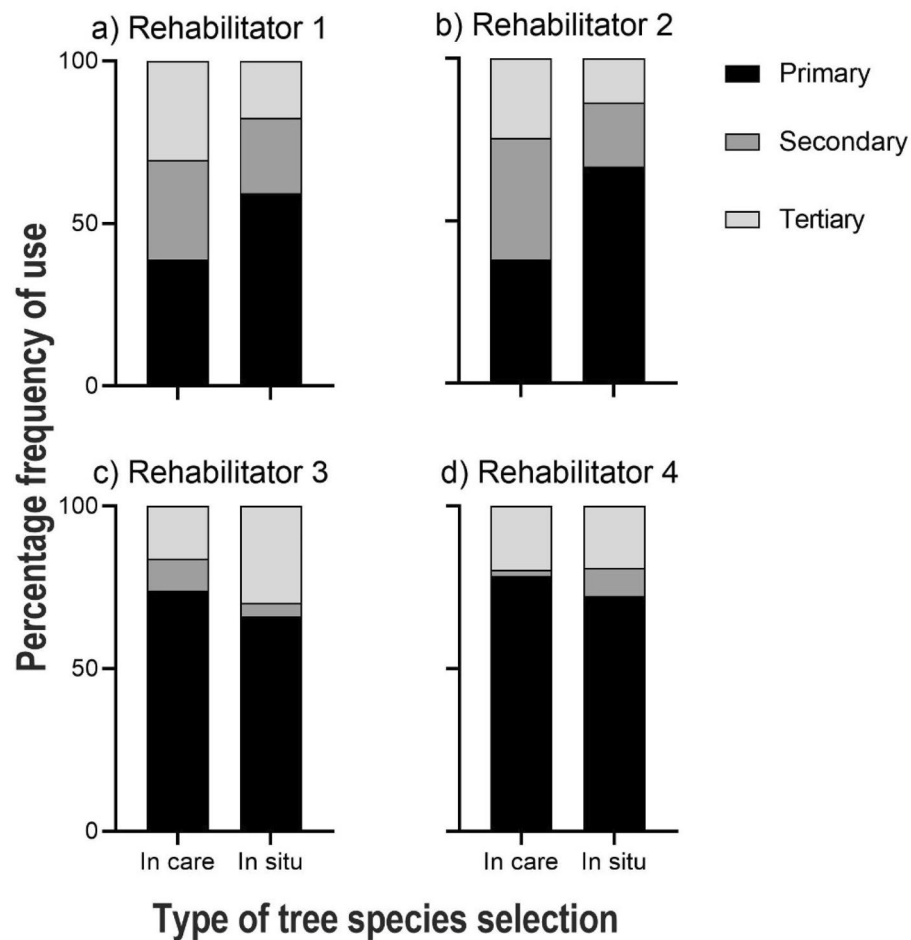 a) Rehabilitator 1
b) Rehabilitator 2
Primary
Secondary
Tertiary
100
50
0
Percentage frequency of use
c) Rehabilitator 3
d) Rehabilitator 4
100
50
0
In care
In situ
In care
In situ
Type of tree species selection